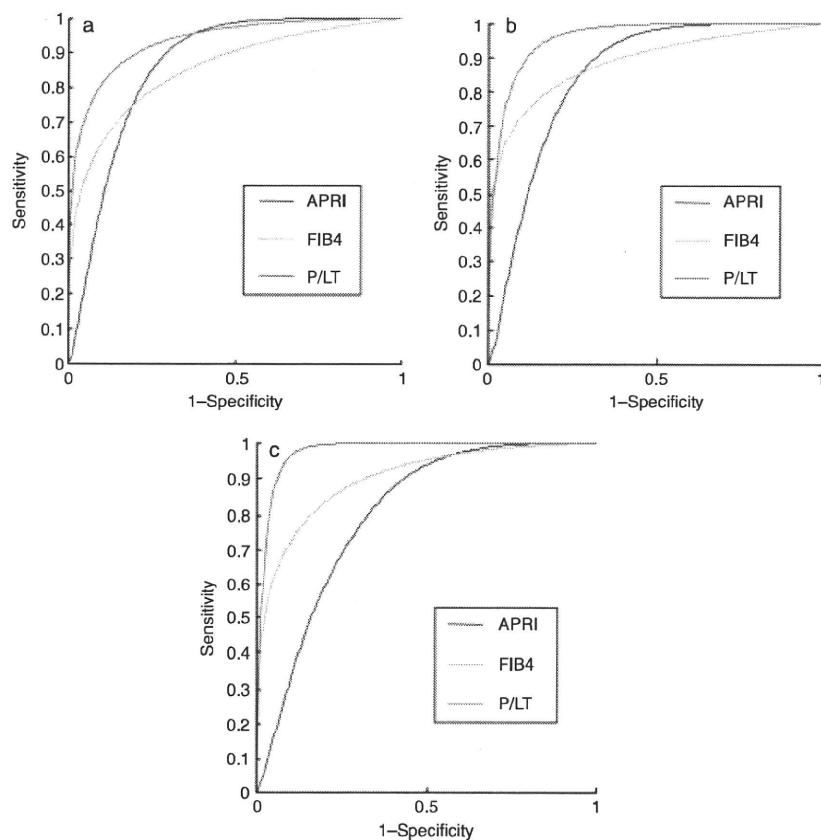 a
1
0.9
0.8
0.7
0.6
0.5
0.4
0.3
0.2
0.1
0
Sensitivity
APRI
FIB4
P/LT
0
0.5
1
1–Specificity
b
1
0.9
0.8
0.7
0.6
0.5
0.4
0.3
0.2
0.1
0
Sensitivity
APRI
FIB4
P/LT
0
0.5
1
1–Specificity
c
1
0.9
0.8
0.7
0.6
0.5
0.4
0.3
0.2
0.1
0
Sensitivity
APRI
FIB4
P/LT
0
0.5
1
1–Specificity